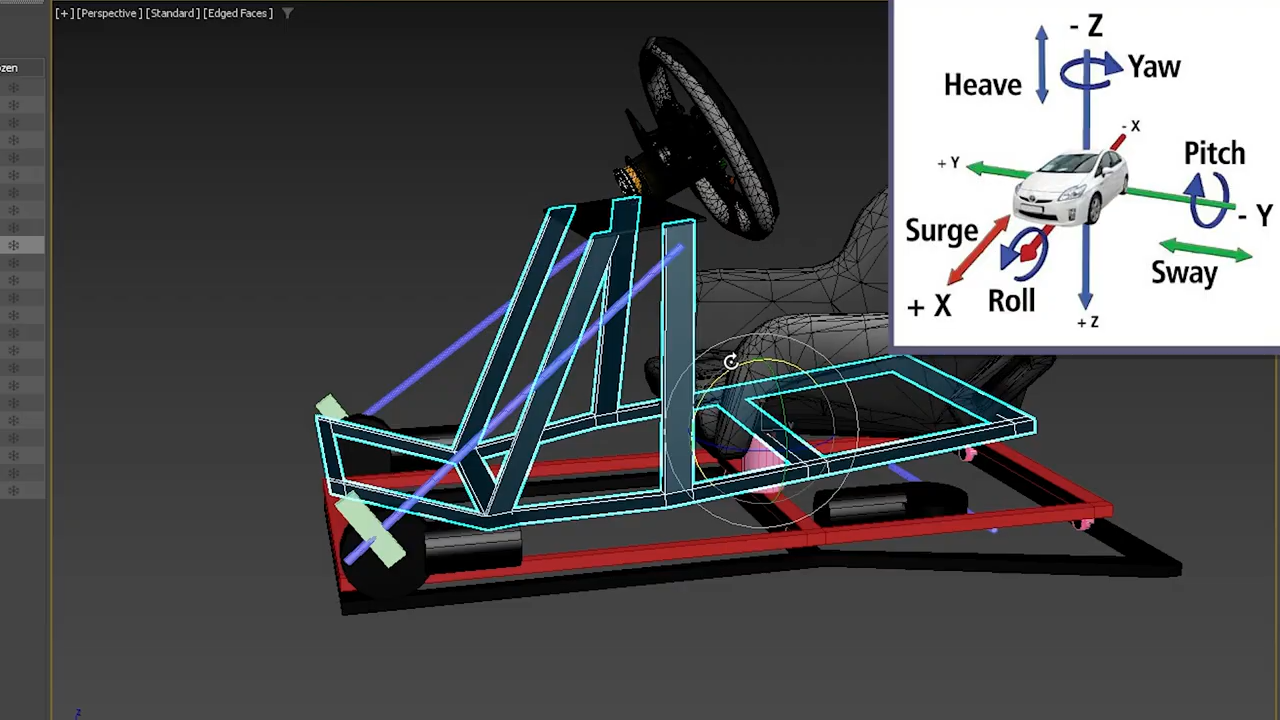 [+] [Perspective] [Standard] [Edged Faces]
zen
- Z
Heave
Yaw
- X
+ Y
Pitch
- Y
Surge
Sway
+ X
Roll
+ Z
z